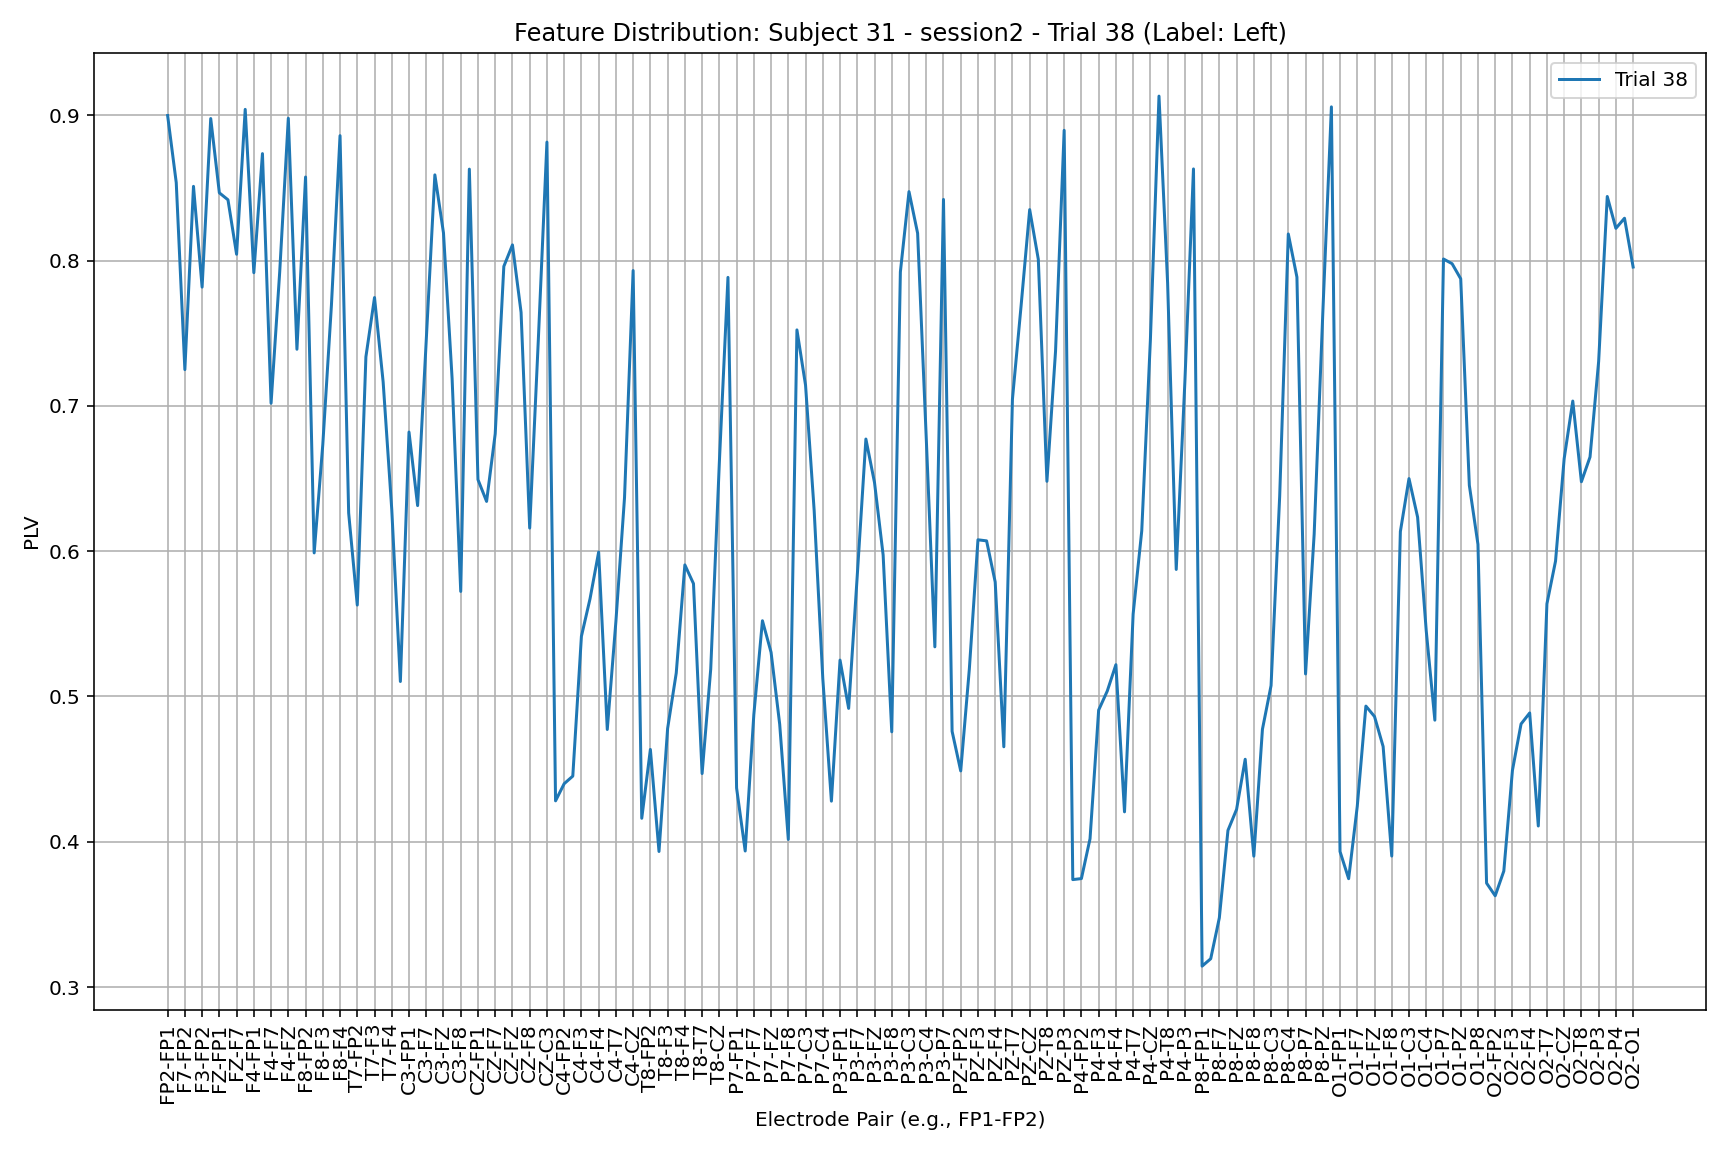 Feature Distribution: Subject 31 - session2 - Trial 38 (Label: Left)
Trial 38
PLV
0.9
0.8
0.7
0.6
0.5
0.4
0.3
FP2-FP1
F7-FP2
F3-FP2
FZ-FP1
FZ-F7
F4-FP1
F4-F7
F4-FZ
F8-FP2
F8-F3
F8-F4
T7-FP2
T7-F3
T7-F4
C3-FP1
C3-F7
C3-FZ
C3-F8
CZ-FP1
CZ-F7
CZ-FZ
CZ-F8
CZ-C3
C4-FP2
C4-F3
C4-F4
C4-T7
C4-CZ
T8-FP2
T8-F3
T8-F4
T8-T7
T8-CZ
P7-FP1
P7-F7
P7-FZ
P7-F8
P7-C3
P7-C4
P3-FP1
P3-F7
P3-FZ
P3-F8
P3-C3
P3-C4
P3-P7
PZ-FP2
PZ-F3
PZ-F4
PZ-T7
PZ-CZ
PZ-T8
PZ-P3
P4-FP2
P4-F3
P4-F4
P4-T7
P4-CZ
P4-T8
P4-P3
P8-FP1
P8-F7
P8-FZ
P8-F8
P8-C3
P8-C4
P8-P7
P8-PZ
O1-FP1
O1-F7
O1-FZ
O1-F8
O1-C3
O1-C4
O1-P7
O1-PZ
O1-P8
O2-FP2
O2-F3
O2-F4
O2-T7
O2-CZ
O2-T8
O2-P3
O2-P4
O2-O1
Electrode Pair (e.g., FP1-FP2)